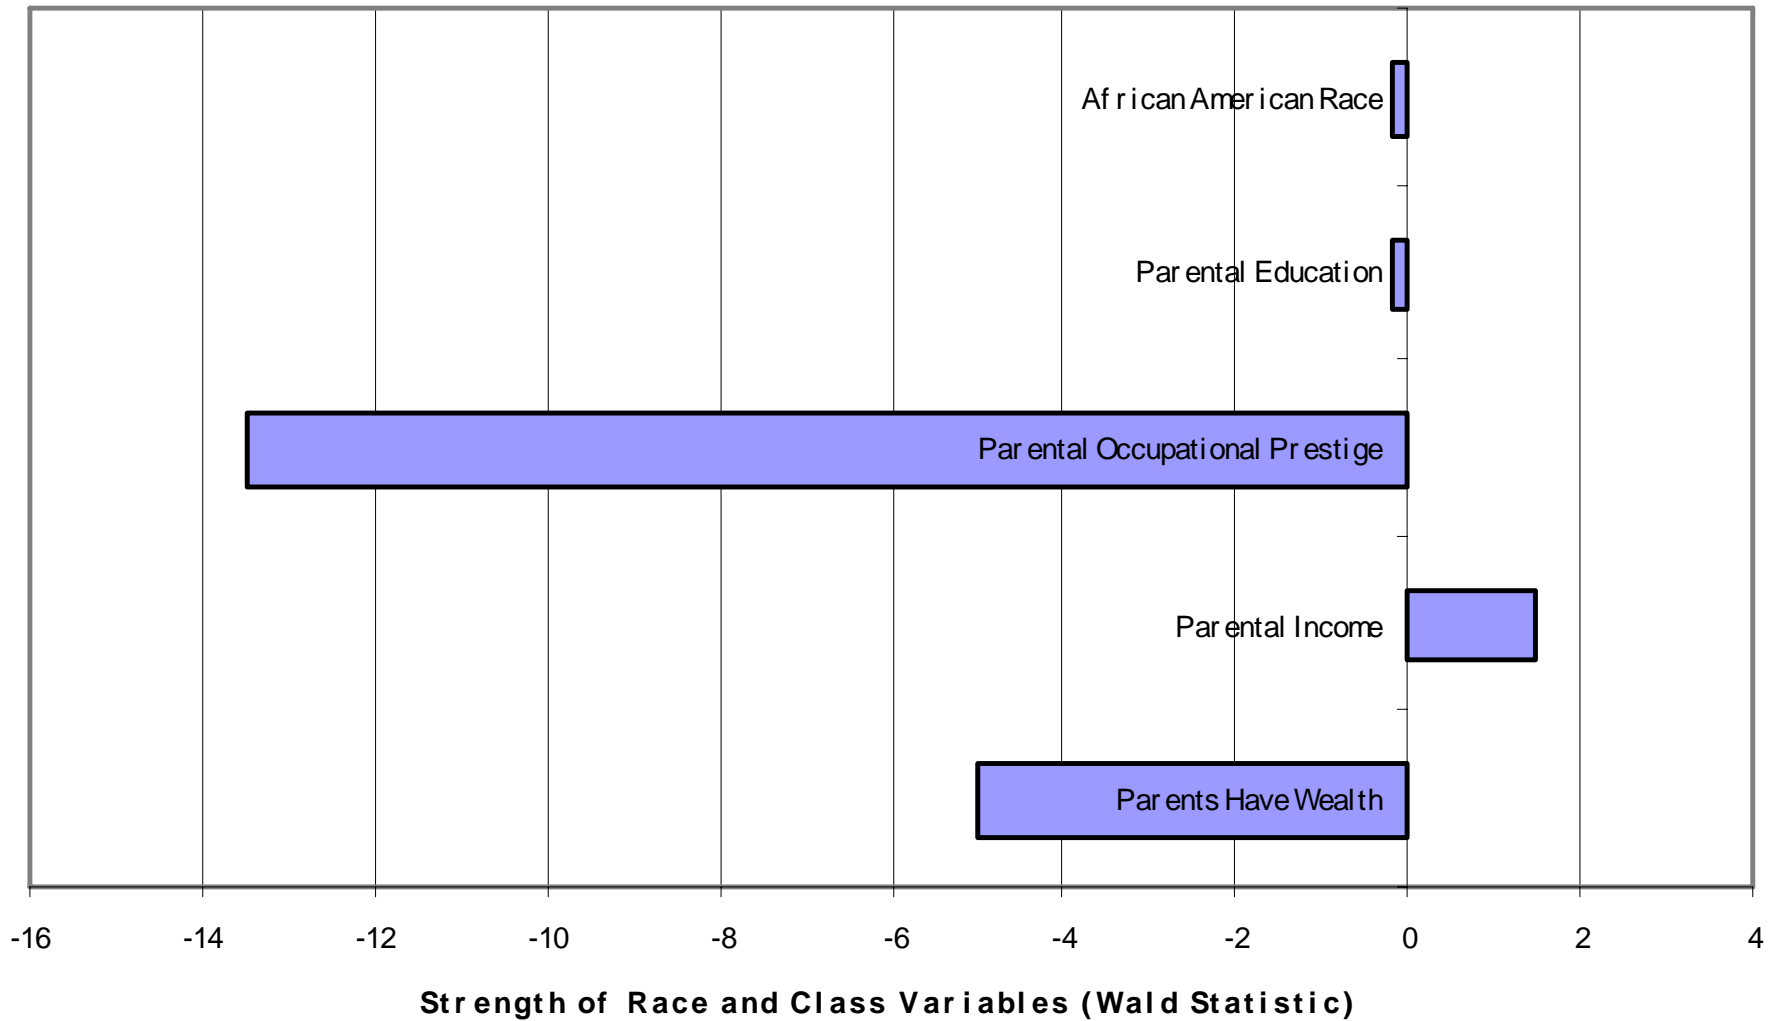 African American Race
Parental Education
Parental Occupational Prestige
Parental Income
Parents Have Wealth
-16 -14 -12 -10 -8 -6 -4 -2 0 2 4
Strength of Race and Class Variables (Wald Statistic)